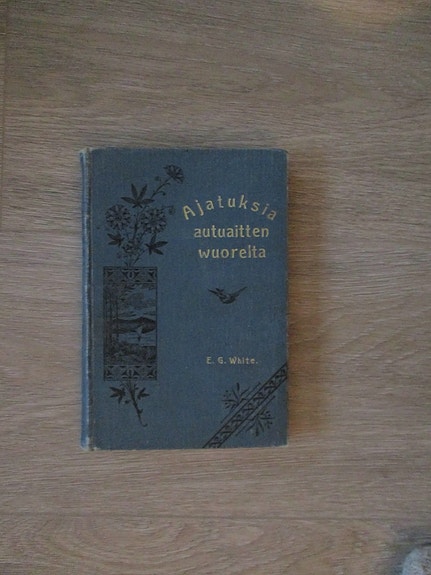 Ajatuksia
autuaitten
wuorelta
E. G. White.